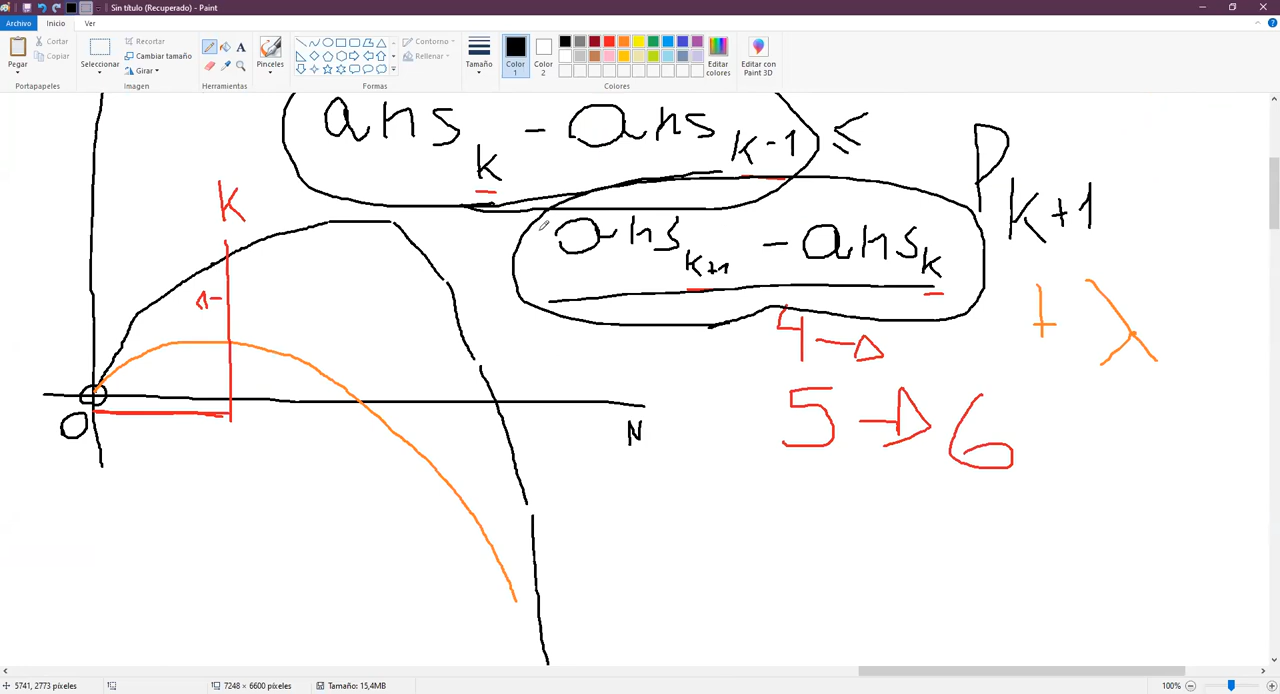 Sin título (Recuperado) - Paint
Archivo Inicio Ver
Pegar
Cortar
Copiar
Portapapeles
Seleccionar
Recortar
Cambiar tamaño
Girar
Imagen
Herramientas
Pinceles
Contorno
Rellenar
Formas
Tamaño
Color 1
Color 2
Editar colores
Colores
Editar con Paint 3D
ans k - ans k-1 ≤
ans k+1 - ans k
P k+1
+ λ
K
O
N
4 →
5 → 6
5741, 2773 píxeles
7248 × 6600 píxeles
Tamaño: 15,4MB
100%